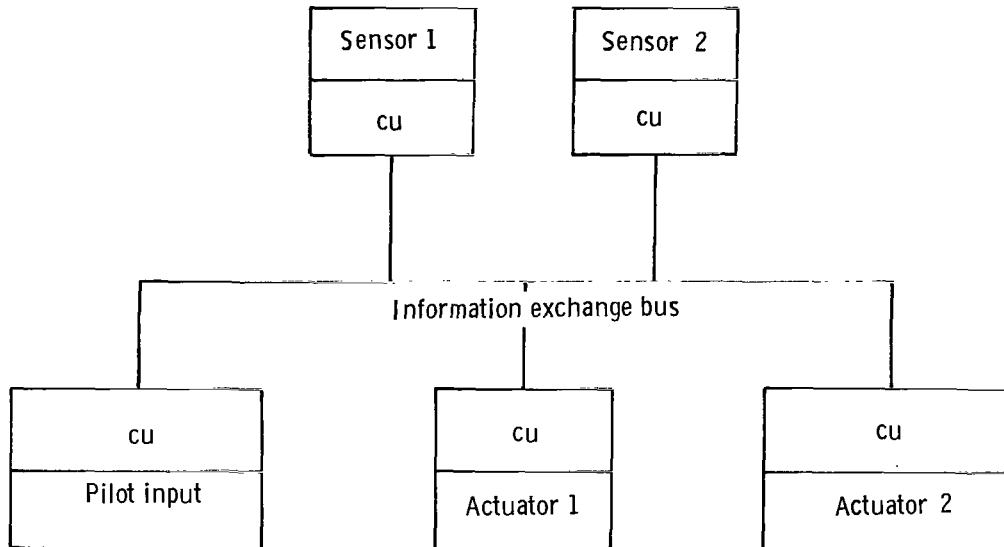 Sensor 1
Sensor 2
cu
cu
Information exchange bus
cu
cu
cu
Pilot input
Actuator 1
Actuator 2